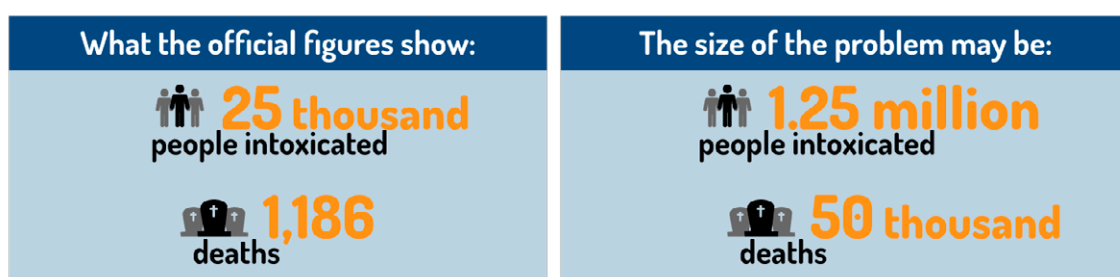 What the official figures show:
25 thousand
people intoxicated
1,186
deaths
The size of the problem may be:
1.25 million
people intoxicated
50 thousand
deaths